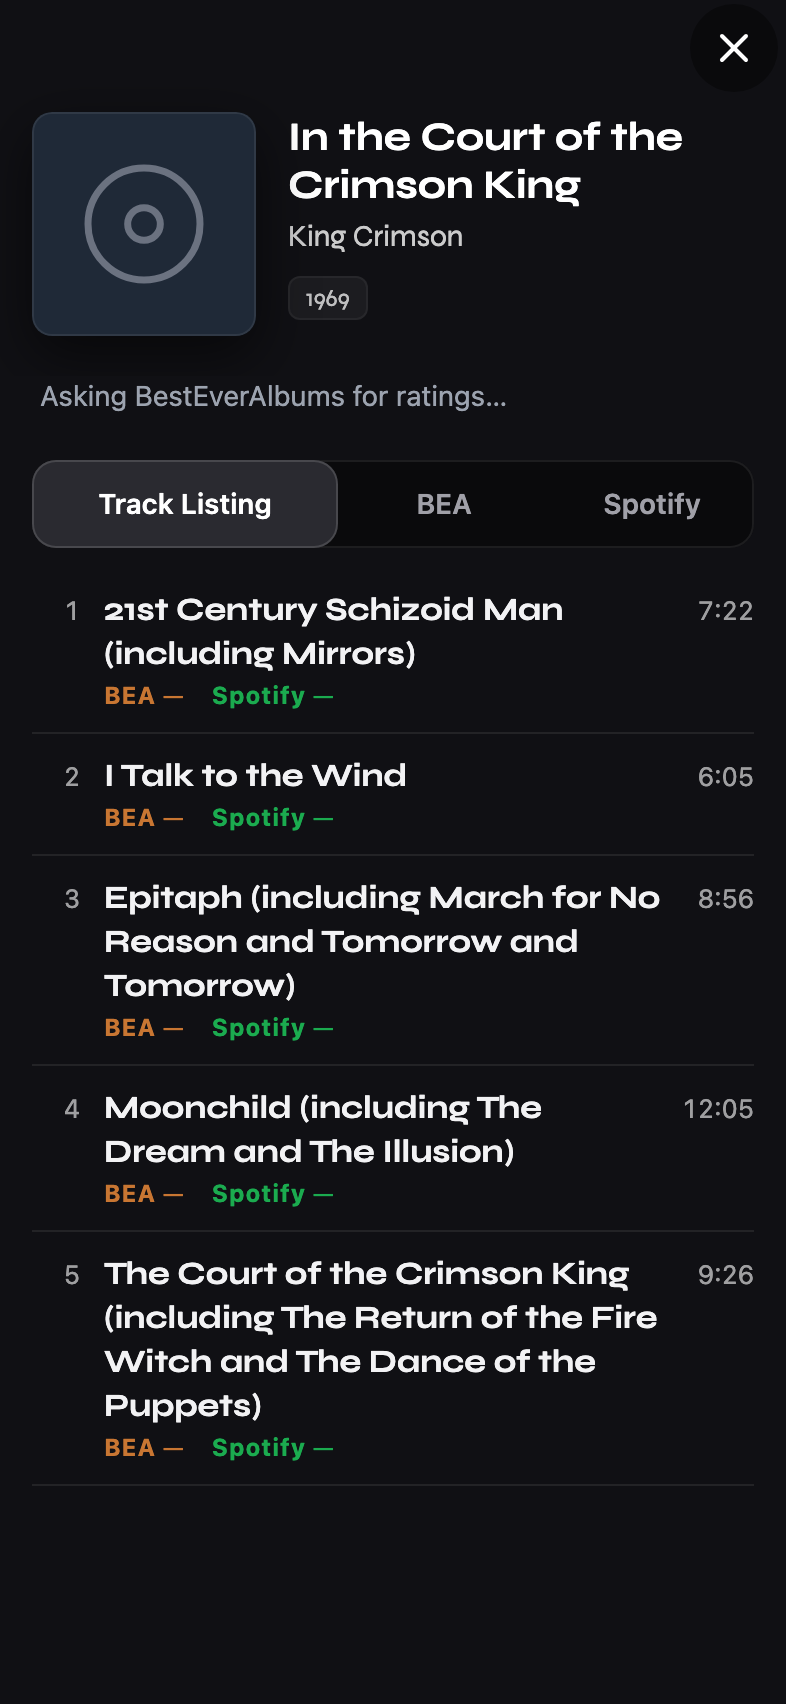 In the Court of the
Crimson King
King Crimson
1969
Asking BestEverAlbums for ratings...
Track Listing BEA Spotify
1 21st Century Schizoid Man 7:22
(including Mirrors)
BEA — Spotify —
2 I Talk to the Wind 6:05
BEA — Spotify —
3 Epitaph (including March for No 8:56
Reason and Tomorrow and
Tomorrow)
BEA — Spotify —
4 Moonchild (including The 12:05
Dream and The Illusion)
BEA — Spotify —
5 The Court of the Crimson King 9:26
(including The Return of the Fire
Witch and The Dance of the
Puppets)
BEA — Spotify —